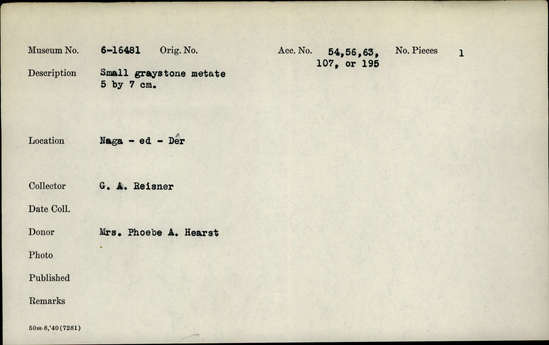 Museum No. 6-16481 Orig. No. Acc. No. 54,56,63, No. Pieces 1
107, or 195
Description Small graystone metate
5 by 7 cm.
Location Naga - ed - Dêr
Collector G. A. Reisner
Date Coll.
Donor Mrs. Phoebe A. Hearst
Photo
Published
Remarks
50m-8,'40(7281)